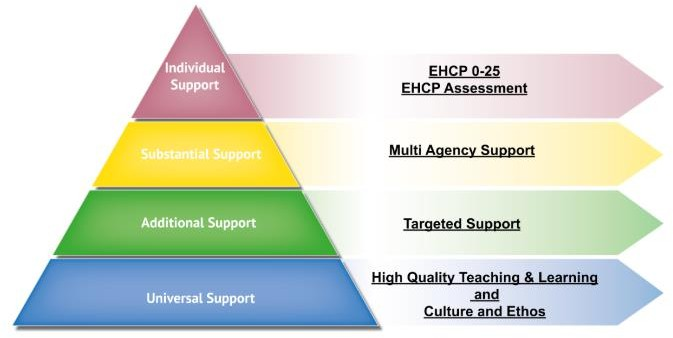 Individual
Support
EHCP 0-25
EHCP Assessment
Substantial Support
Multi Agency Support
Additional Support
Targeted Support
Universal Support
High Quality Teaching & Learning
and
Culture and Ethos